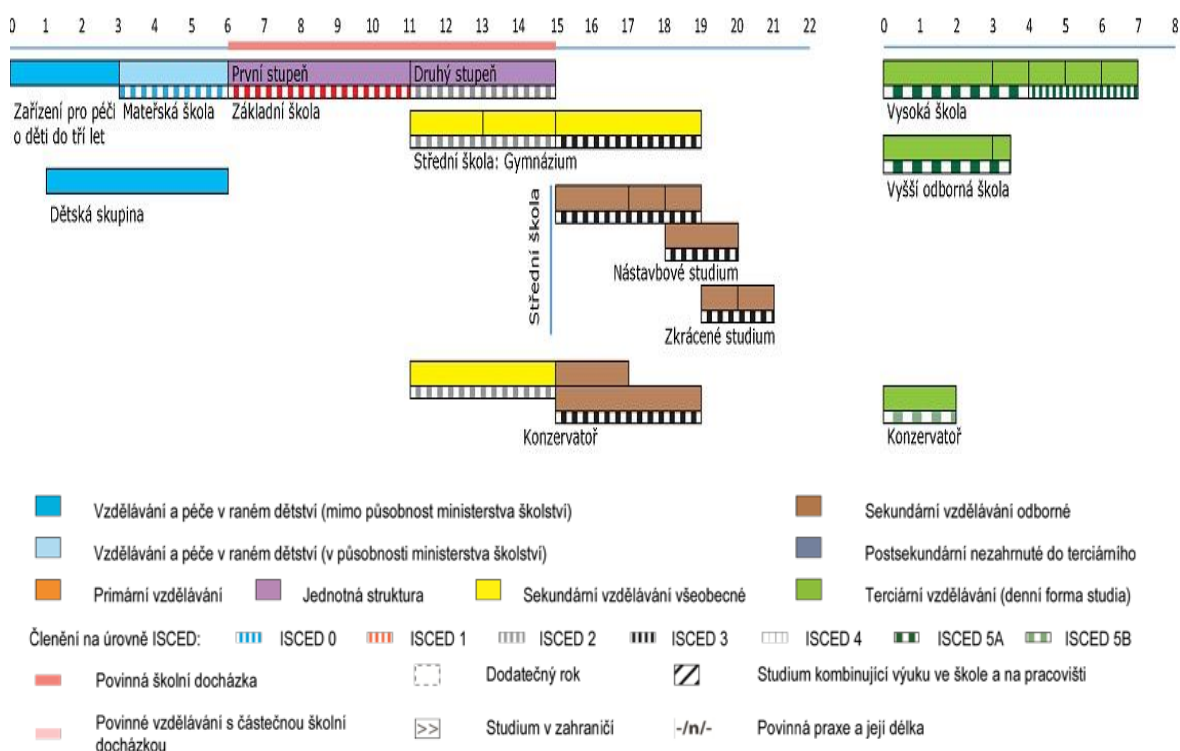 0 1 2 3 4 5 6 7 8 9 10 11 12 13 14 15 16 17 18 19 20 21 22
0 1 2 3 4 5 6 7 8
První stupeň
Druhý stupeň
Zařízení pro péči
o děti do tří let
Mateřská škola
Základní škola
Vysoká škola
Střední škola: Gymnázium
Vyšší odborná škola
Dětská skupina
Střední škola
Nástavbové studium
Zkrácené studium
Konzervatoř
Konzervatoř
Vzdělávání a péče v raném dětství (mimo působnost ministerstva školství)
Sekundární vzdělávání odborné
Vzdělávání a péče v raném dětství (v působnosti ministerstva školství)
Postsekundární nezahrnuté do terciárního
Primární vzdělávání
Jednotná struktura
Sekundární vzdělávání všeobecné
Terciární vzdělávání (denní forma studia)
Členění na úrovně ISCED: ISCED 0 ISCED 1 ISCED 2 ISCED 3 ISCED 4 ISCED 5A ISCED 5B
Povinná školní docházka
Dodatečný rok
Studium kombinující výuku ve škole a na pracovišti
Povinné vzdělávání s částečnou školní
docházkou
>> Studium v zahraničí
-/n/- Povinná praxe a její délka